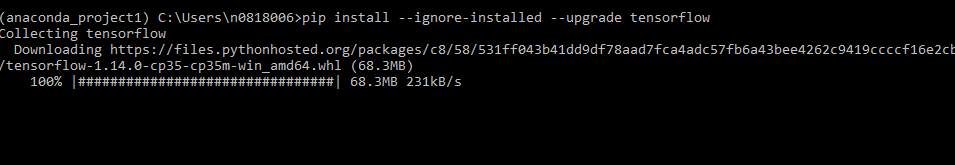 (anaconda_project1) C:\Users\n0818006>pip install --ignore-installed --upgrade tensorflow
Collecting tensorflow
Downloading https://files.pythonhosted.org/packages/c8/58/531ff043b41dd9df78aad7fca4adc57fb6a43bee4262c9419ccccf16e2cb
/tensorflow-1.14.0-cp35-cp35m-win_amd64.whl (68.3MB)
100% |################################| 68.3MB 231kB/s